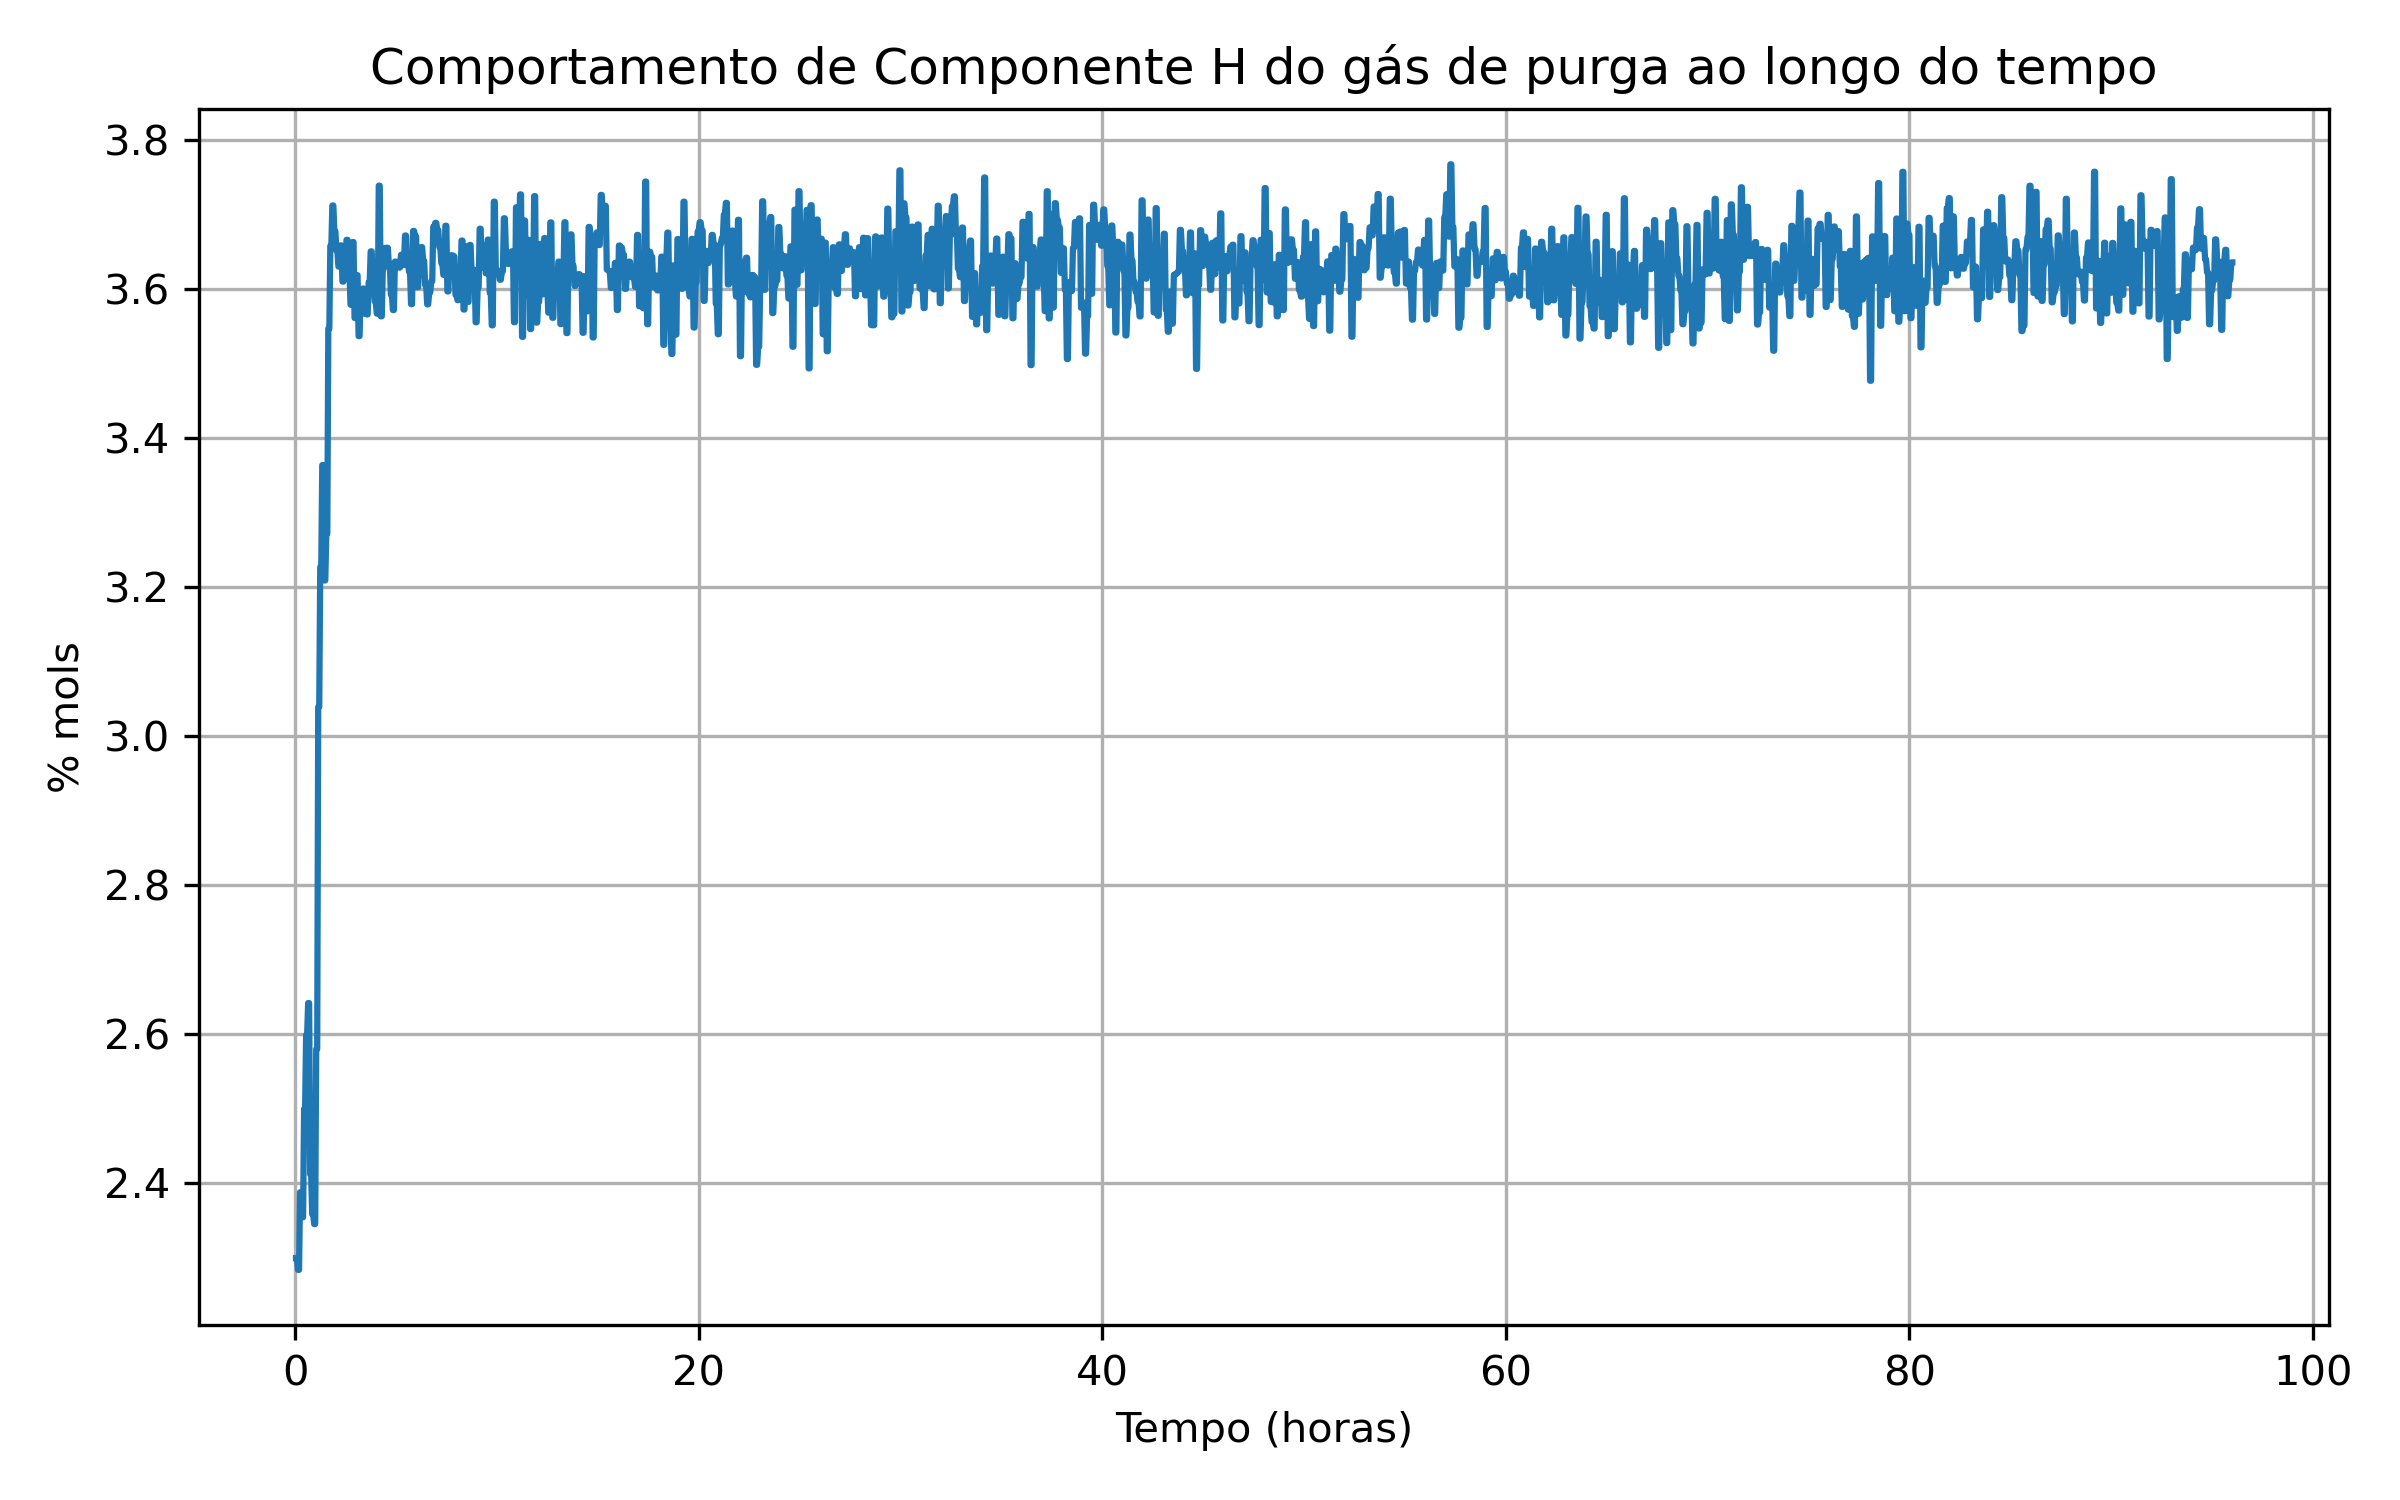 Comportamento de Componente H do gás de purga ao longo do tempo
3.8
3.6
3.4
3.2
3.0
2.8
2.6
2.4
% mols
0 20 40 60 80 100
Tempo (horas)